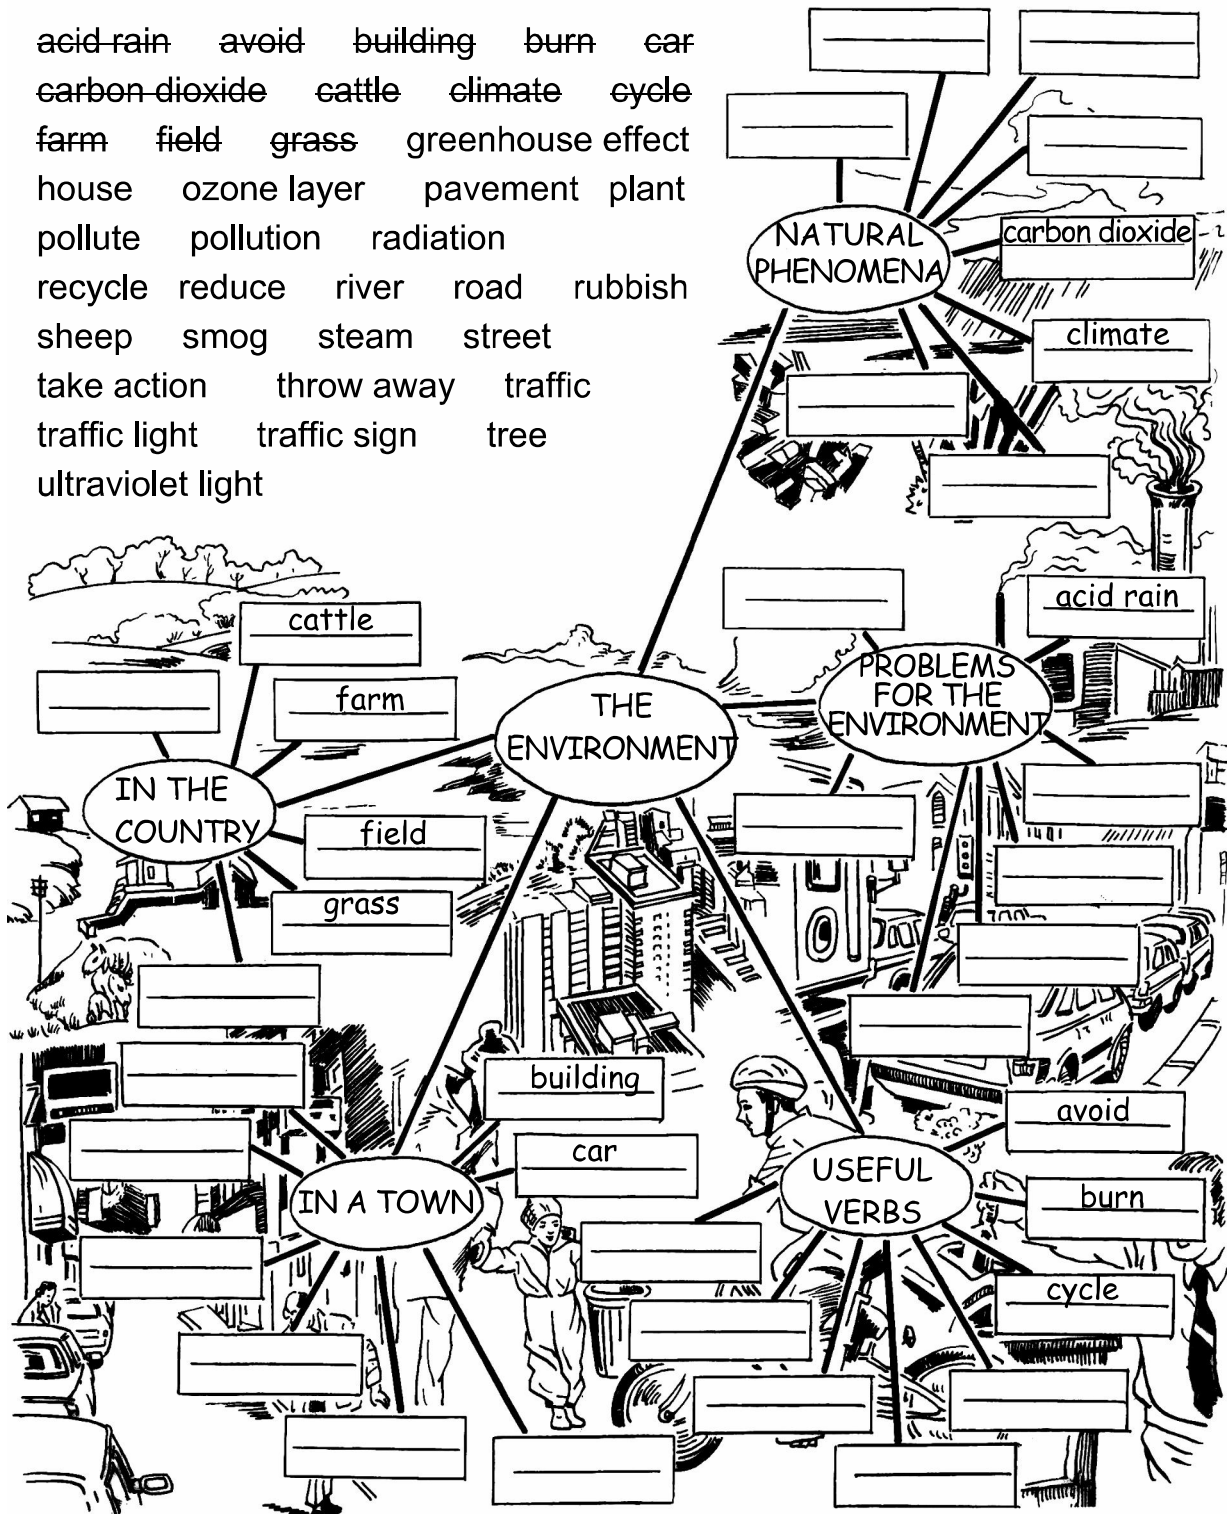 acid rain avoid building burn car
carbon dioxide cattle climate cycle
farm field grass greenhouse effect
house ozone layer pavement plant
pollute pollution radiation
recycle reduce river road rubbish
sheep smog steam street
take action throw away traffic
traffic light traffic sign tree
ultraviolet light
NATURAL
PHENOMENA
carbon dioxide
climate
acid rain
PROBLEMS
FOR THE
ENVIRONMENT
THE
ENVIRONMENT
cattle
farm
IN THE
COUNTRY
field
grass
building
car
IN A TOWN
avoid
USEFUL
VERBS
burn
cycle